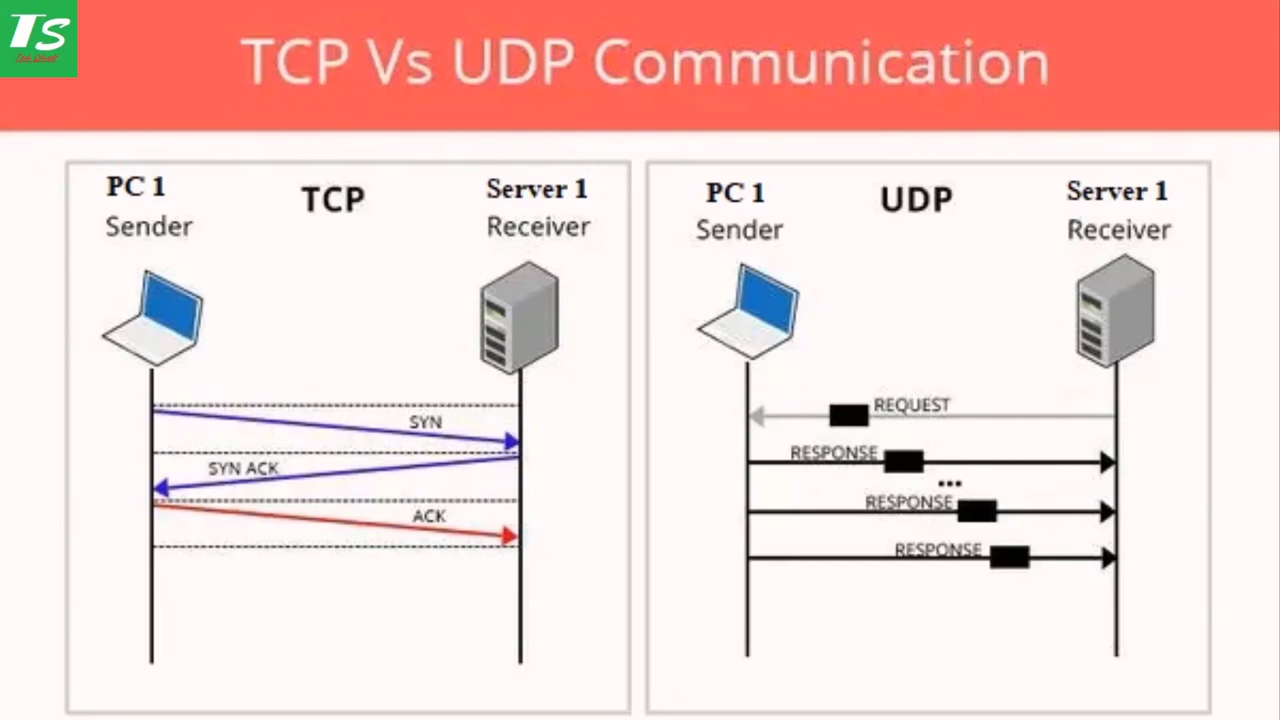 TS
TCP Vs UDP Communication
PC 1
TCP
Server 1
Sender
Receiver
SYN
SYN ACK
ACK
PC 1
UDP
Server 1
Sender
Receiver
REQUEST
RESPONSE
...
RESPONSE
RESPONSE